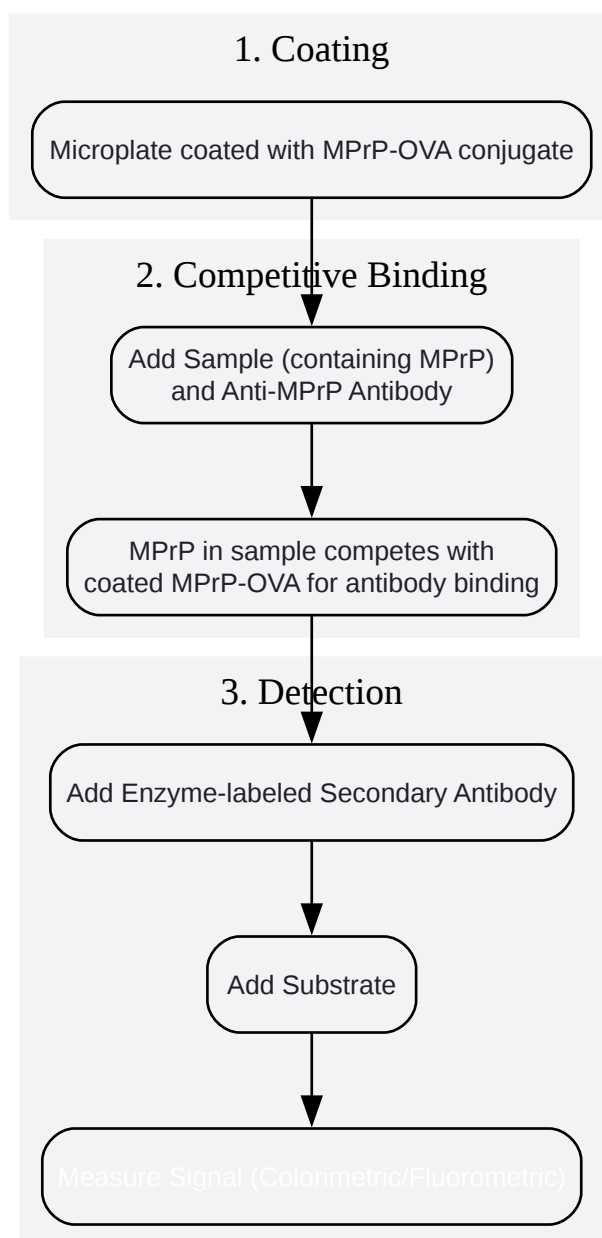 1. Coating
Microplate coated with MPrP-OVA conjugate
2. Competitive Binding
Add Sample (containing MPrP)
and Anti-MPrP Antibody
MPrP in sample competes with
coated MPrP-OVA for antibody binding
3. Detection
Add Enzyme-labeled Secondary Antibody
Add Substrate
Measure Signal (Colorimetric/Fluorometric)